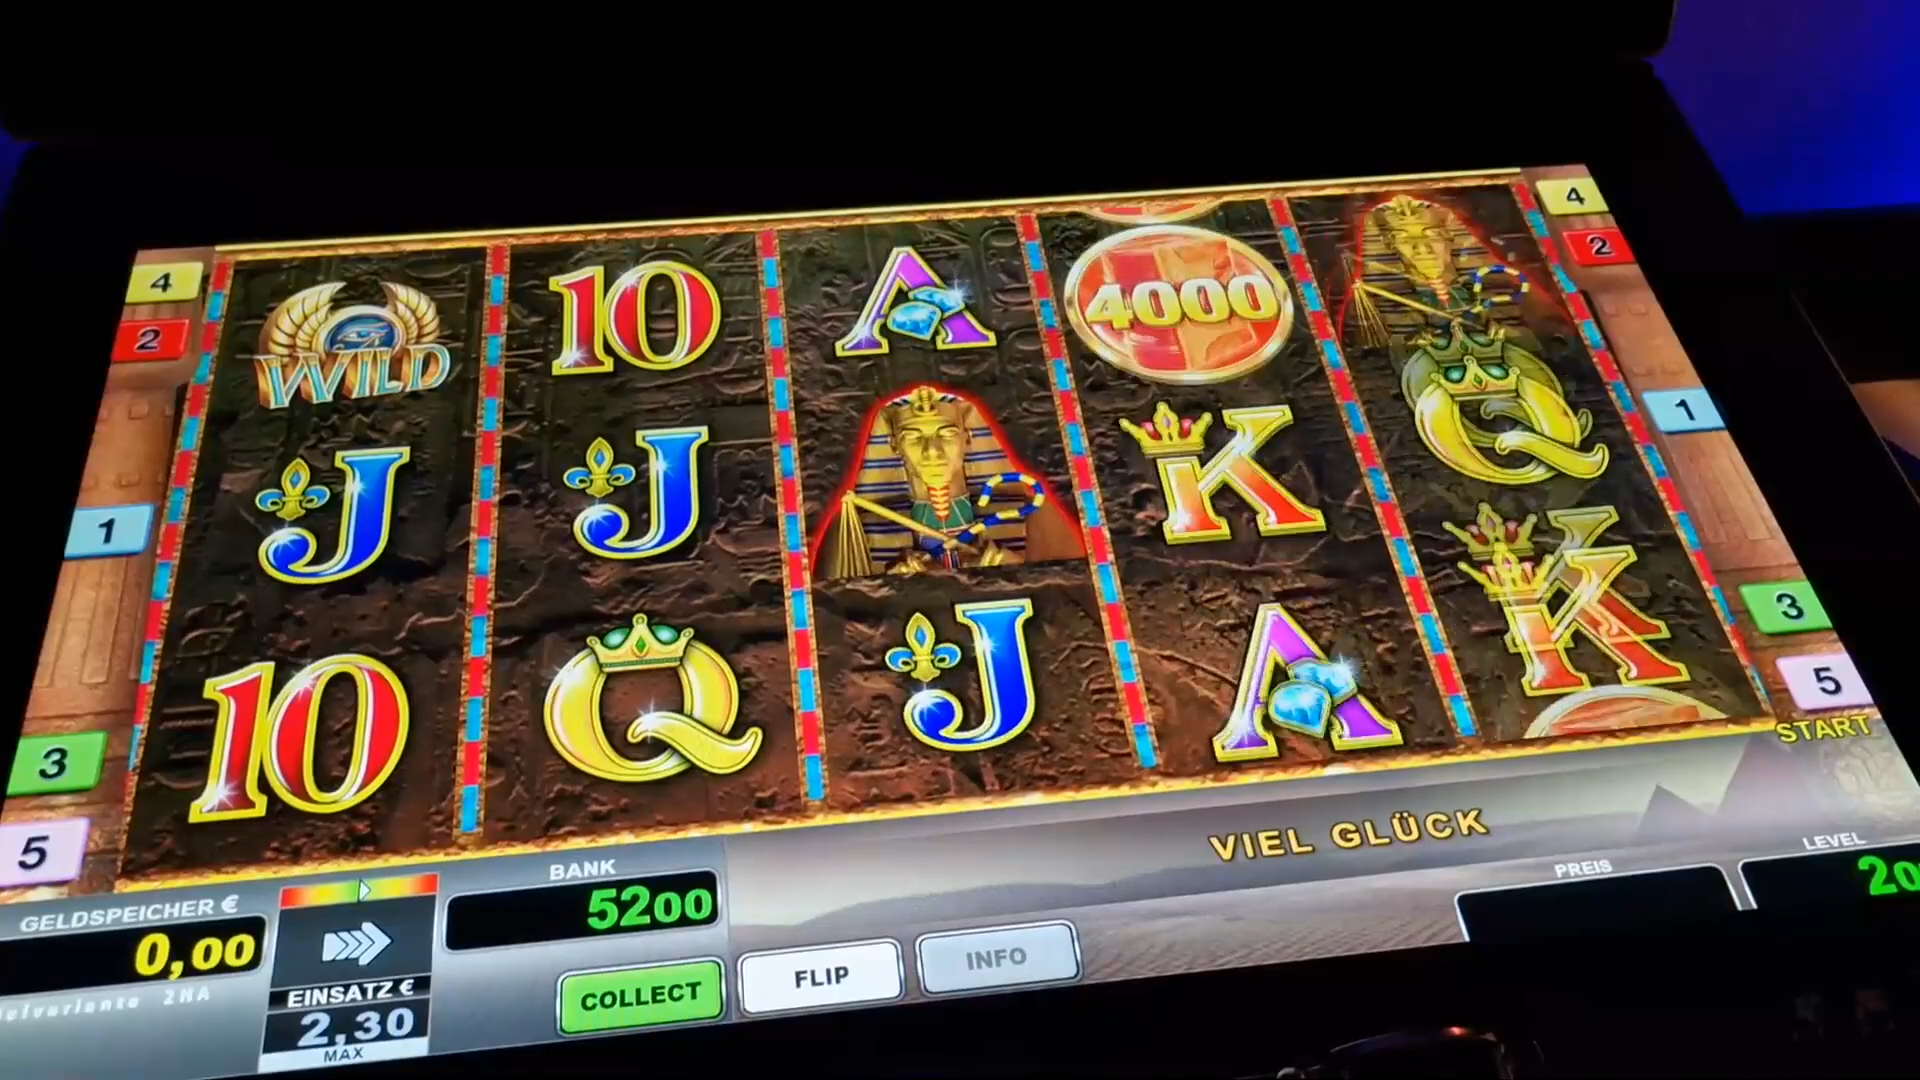 4
4
2
WILD
10
A
4000
2
J
J
K
Q
1
1
10
Q
J
A
K
3
3
5
5
START
VIEL GLÜCK
GELDSPEICHER €
0,00
BANK
5200
PREIS
LEVEL
EINSATZ €
2,30
MAX
COLLECT
FLIP
INFO
2NA